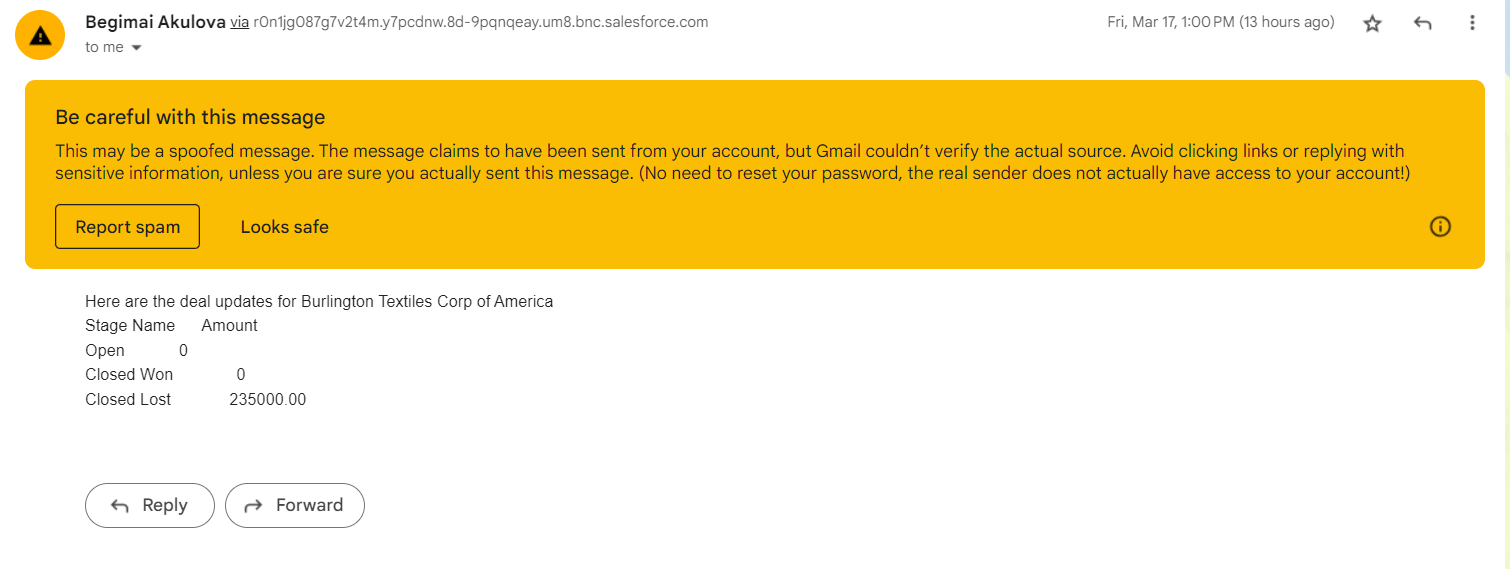 Begimai Akulova via r0n1jg087g7v2t4m.y7pcdnw.8d-9pqnqeay.um8.bnc.salesforce.com Fri, Mar 17, 1:00 PM (13 hours ago)
to me
Be careful with this message
This may be a spoofed message. The message claims to have been sent from your account, but Gmail couldn't verify the actual source. Avoid clicking links or replying with
sensitive information, unless you are sure you actually sent this message. (No need to reset your password, the real sender does not actually have access to your account!)
Report spam Looks safe
Here are the deal updates for Burlington Textiles Corp of America
Stage Name Amount
Open 0
Closed Won 0
Closed Lost 235000.00
Reply Forward